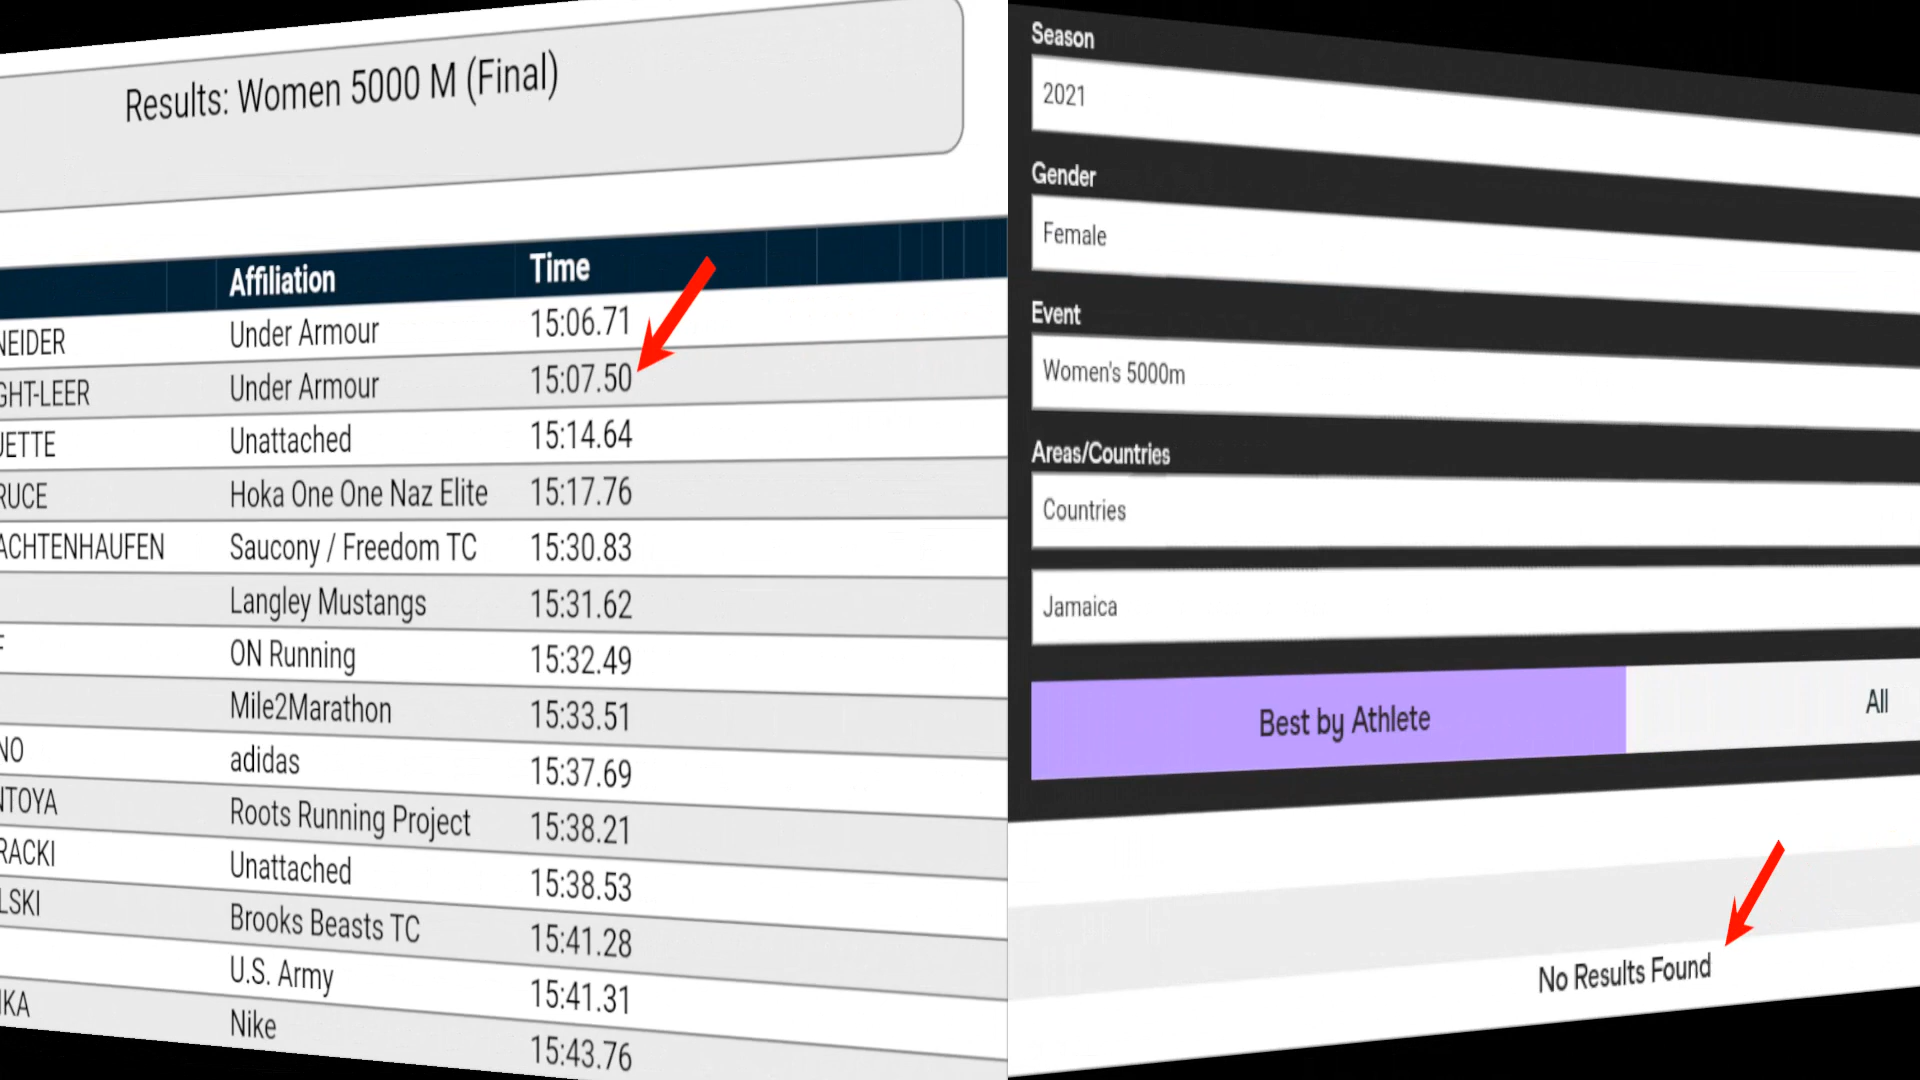 Results: Women 5000 M (Final)
Affiliation Time
NEIDER Under Armour 15:06.71
GHT-LEER Under Armour 15:07.50
UETTE Unattached 15:14.64
RUCE Hoka One One Naz Elite 15:17.76
ACHTENHAUFEN Saucony / Freedom TC 15:30.83
Langley Mustangs 15:31.62
F ON Running 15:32.49
Mile2Marathon 15:33.51
NO adidas 15:37.69
NTOYA Roots Running Project 15:38.21
RACKI Unattached 15:38.53
LSKI Brooks Beasts TC 15:41.28
U.S. Army 15:41.31
IKA Nike 15:43.76
Season
2021
Gender
Female
Event
Women's 5000m
Areas/Countries
Countries
Jamaica
Best by Athlete All
No Results Found